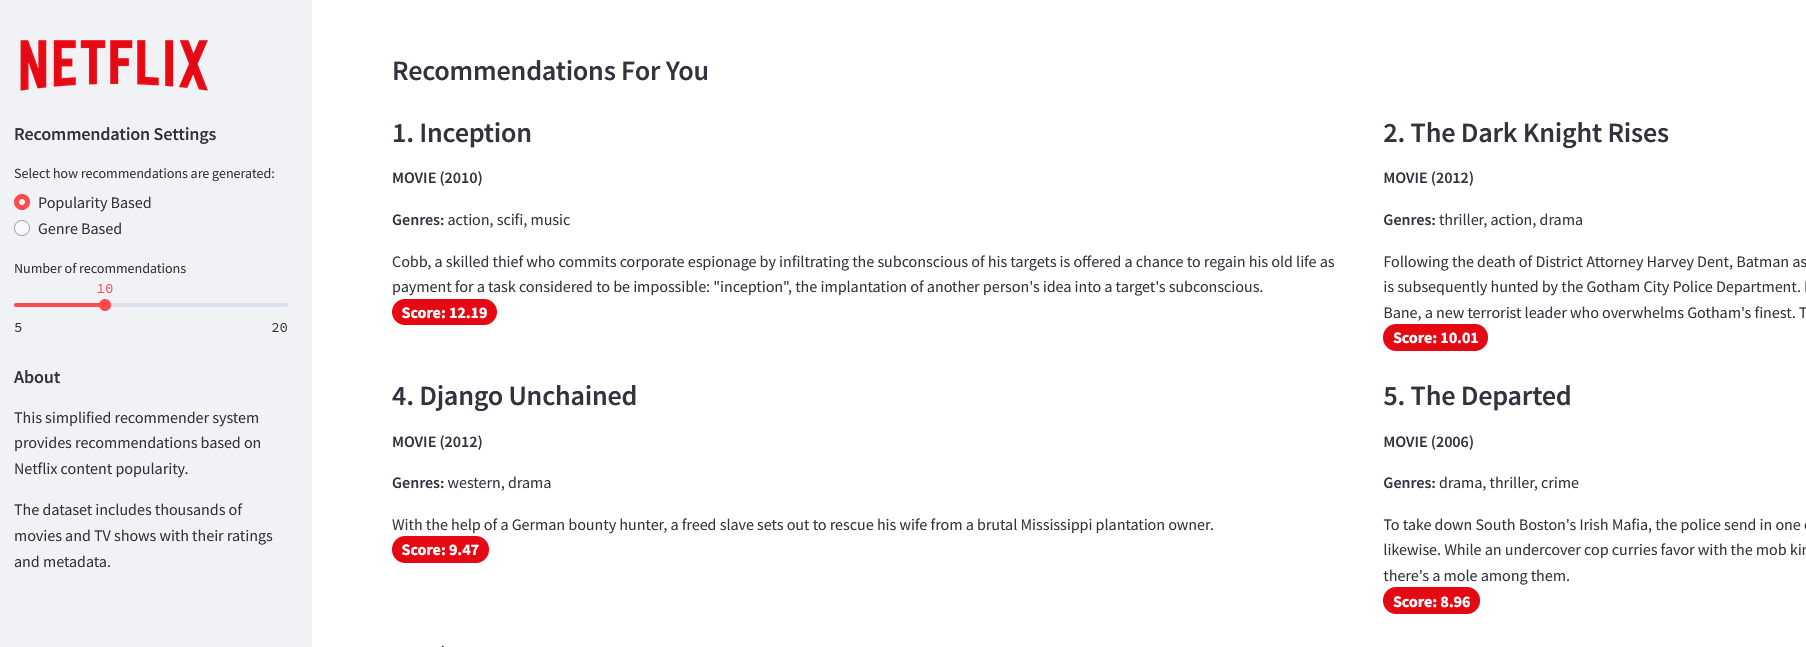 NETFLIX
Recommendation Settings
Select how recommendations are generated:
Popularity Based
Genre Based
Number of recommendations
10
5
20
About
This simplified recommender system
provides recommendations based on
Netflix content popularity.
The dataset includes thousands of
movies and TV shows with their ratings
and metadata.
Recommendations For You
1. Inception
MOVIE (2010)
Genres: action, scifi, music
Cobb, a skilled thief who commits corporate espionage by infiltrating the subconscious of his targets is offered a chance to regain his old life as
payment for a task considered to be impossible: "inception", the implantation of another person's idea into a target's subconscious.
Score: 12.19
2. The Dark Knight Rises
MOVIE (2012)
Genres: thriller, action, drama
Following the death of District Attorney Harvey Dent, Batman as
is subsequently hunted by the Gotham City Police Department.
Bane, a new terrorist leader who overwhelms Gotham's finest. T
Score: 10.01
4. Django Unchained
MOVIE (2012)
Genres: western, drama
With the help of a German bounty hunter, a freed slave sets out to rescue his wife from a brutal Mississippi plantation owner.
Score: 9.47
5. The Departed
MOVIE (2006)
Genres: drama, thriller, crime
To take down South Boston's Irish Mafia, the police send in one
likewise. While an undercover cop curries favor with the mob
there's a mole among them.
Score: 8.96